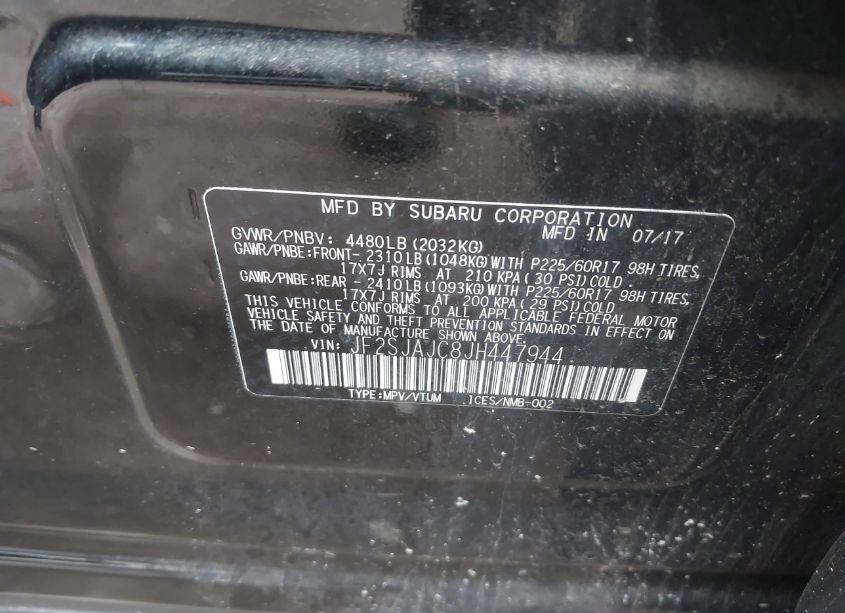 MFD BY SUBARU CORPORATION
MFD IN 07/17
GVWR/PNBV: 4480LB(2032KG)
GAWR/PNBE:FRONT- 2310LB(1048KG)WITH P225/60R17 98H TIRES,
17X7J RIMS AT 210 KPA( 30 PSI)COLD.
GAWR/PNBE:REAR - 2410LB(1093KG)WITH P225/60R17 98H TIRES,
17X7J RIMS AT 200 KPA( 29 PSI)COLD.
THIS VEHICLE CONFORMS TO ALL APPLICABLE FEDERAL MOTOR
VEHICLE SAFETY AND THEFT PREVENTION STANDARDS IN EFFECT ON
THE DATE OF MANUFACTURE SHOWN ABOVE.
VIN: JF2SJAJC8JH447944
TYPE:MPV/VTUM ICES/NMB-002